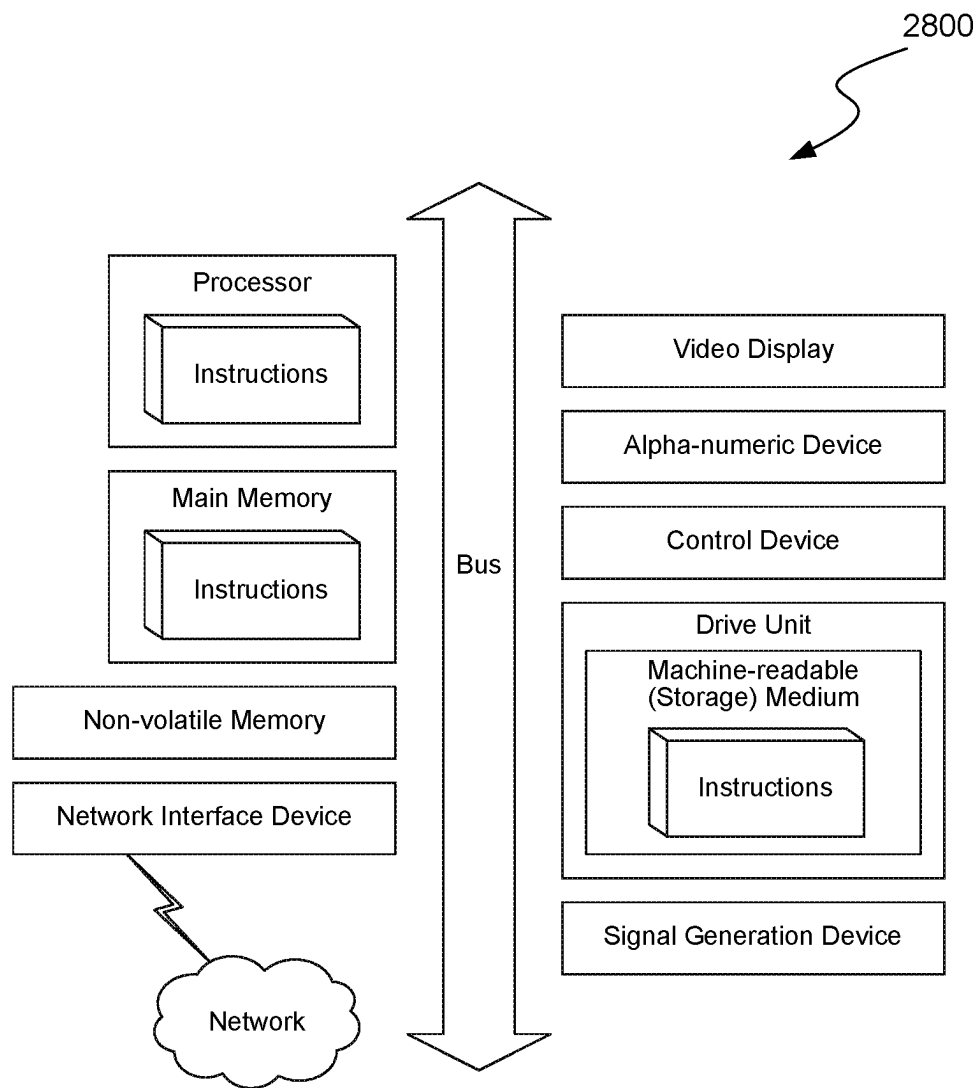 2800
Processor
Instructions
Main Memory
Instructions
Non-volatile Memory
Network Interface Device
Network
Bus
Video Display
Alpha-numeric Device
Control Device
Drive Unit
Machine-readable
(Storage) Medium
Instructions
Signal Generation Device